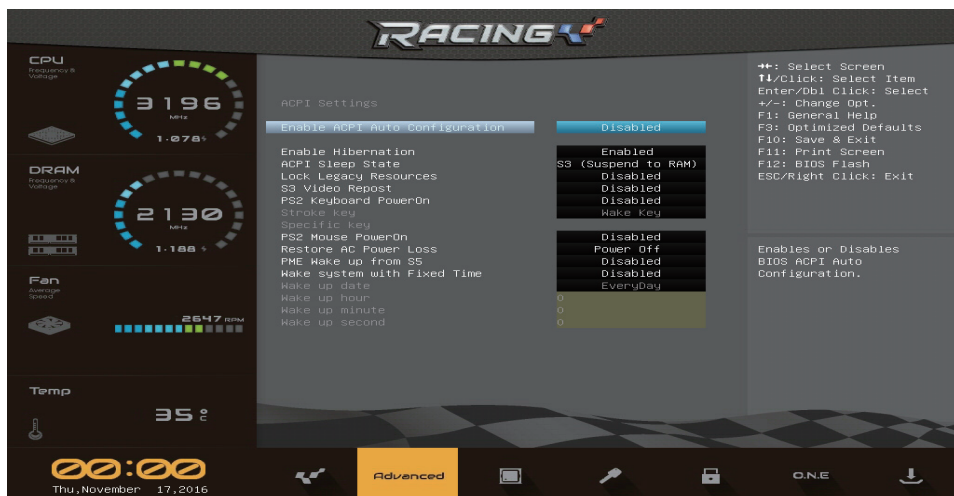 RACING
CPU
Frequency & Voltage
3196
MHz
1.078
DRAM
Frequency & Voltage
2130
MHz
1.188
Fan
Average Speed
2647 RPM
Temp
35 °C
00:00
Thu,November 17,2016
ACPI Settings
Enable ACPI Auto Configuration Disabled
Enable Hibernation Enabled
ACPI Sleep State S3 (Suspend to RAM)
Lock Legacy Resources Disabled
S3 Video Repost Disabled
PS2 Keyboard PowerOn Disabled
Stroke key Wake Key
Specific key
PS2 Mouse PowerOn Disabled
Restore AC Power Loss Power Off
PME Wake up from S5 Disabled
Wake system with Fixed Time Disabled
Wake up date EveryDay
Wake up hour 0
Wake up minute 0
Wake up second 0
→←: Select Screen
↑↓/Click: Select Item
Enter/Dbl Click: Select
+/-: Change Opt.
F1: General Help
F3: Optimized Defaults
F10: Save & Exit
F11: Print Screen
F12: BIOS Flash
ESC/Right Click: Exit
Enables or Disables
BIOS ACPI Auto
Configuration.
Advanced
O.N.E